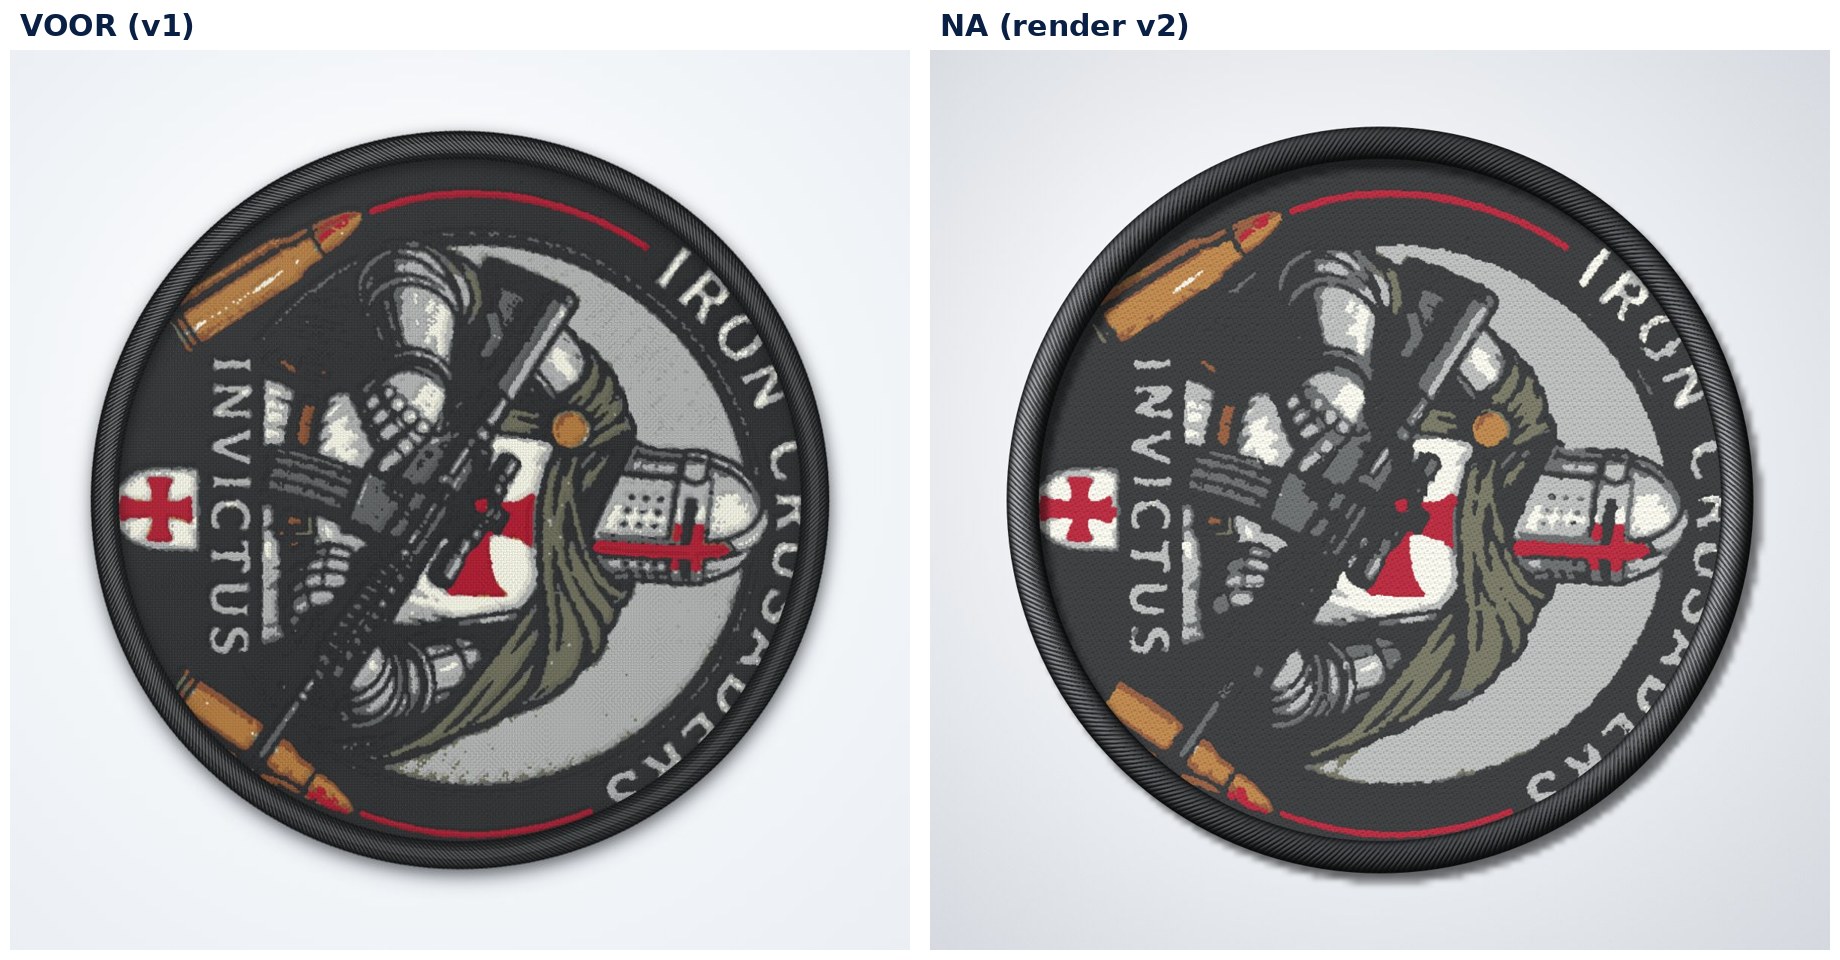 VOOR (v1)
NA (render v2)
IRON CRUSADERS
INVICTUS
IRON CRUSADERS
INVICTUS